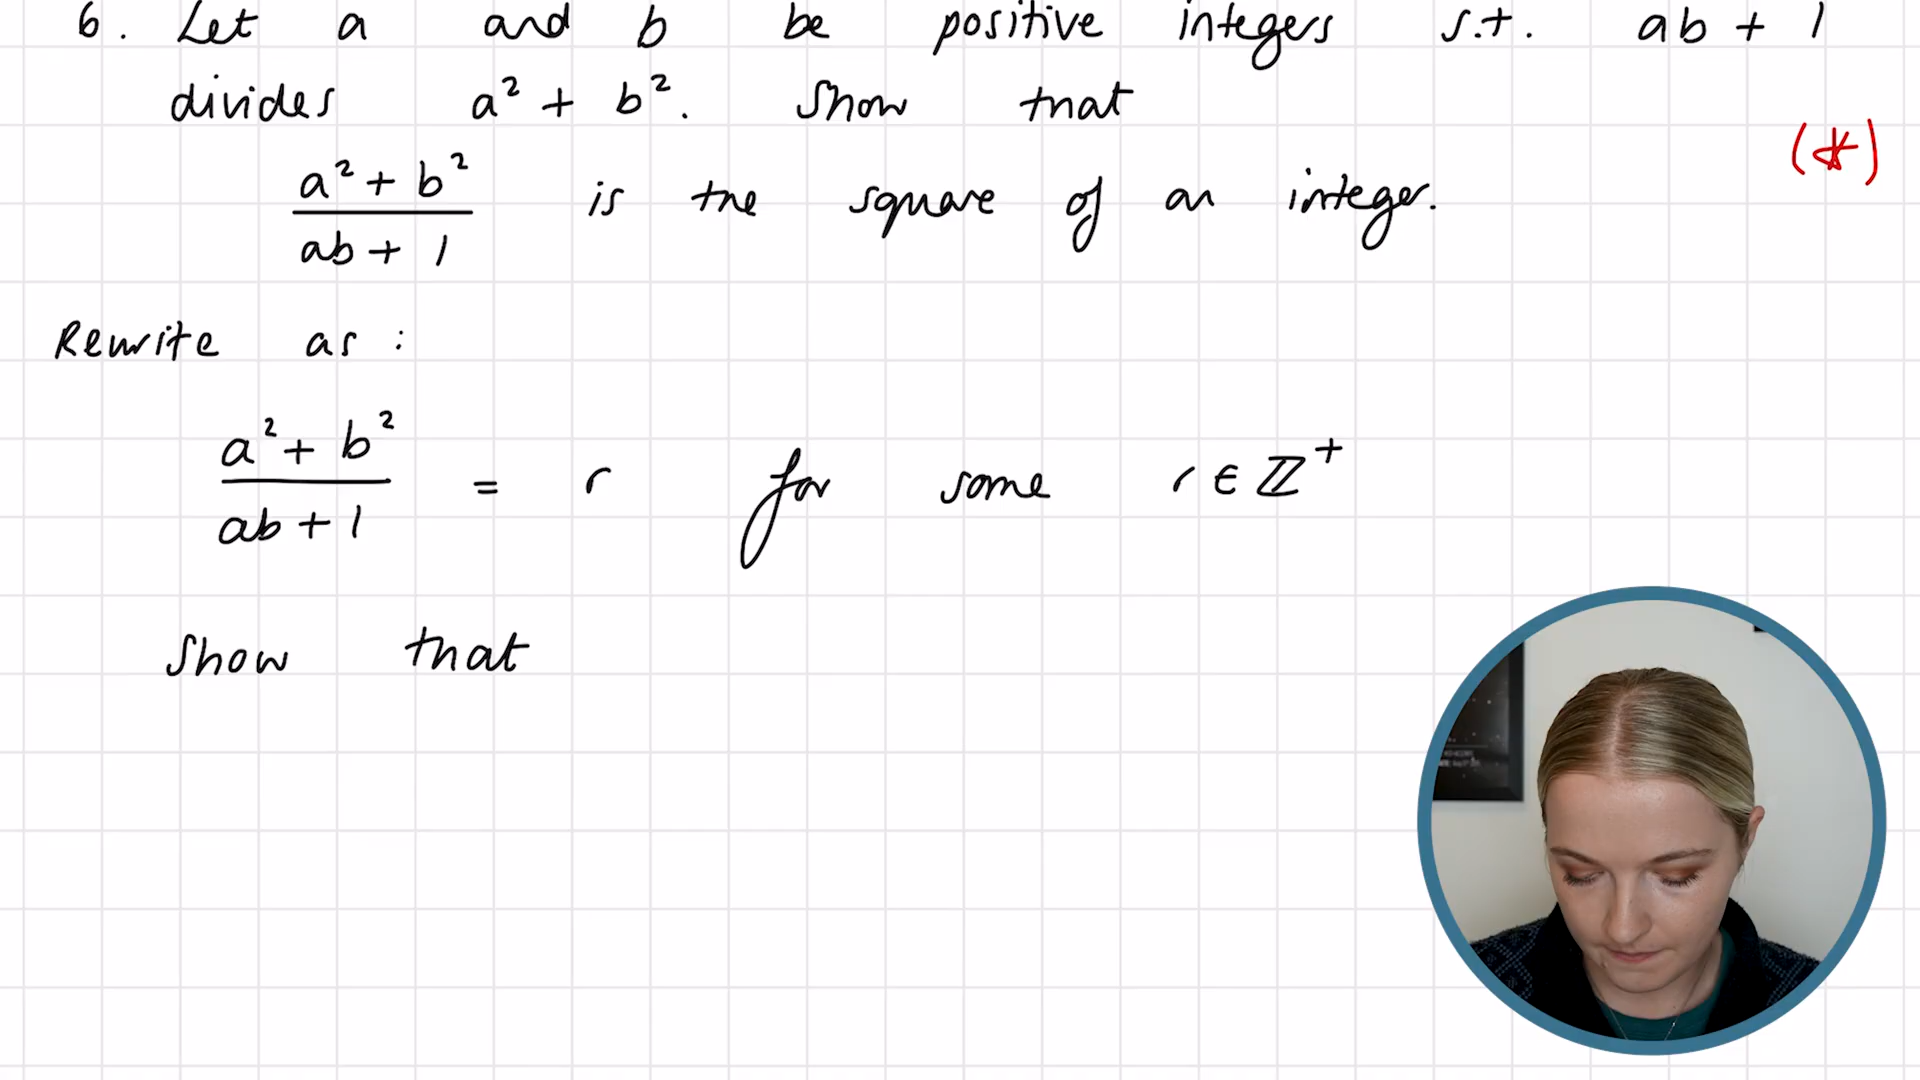 6. Let a and b be positive integers s.t. ab + 1
divides a² + b². Show that
(*)
a² + b²
is the square of an integer.
ab + 1
Rewrite as :
a² + b²
= r for some r ∈ ℤ⁺
ab + 1
Show that